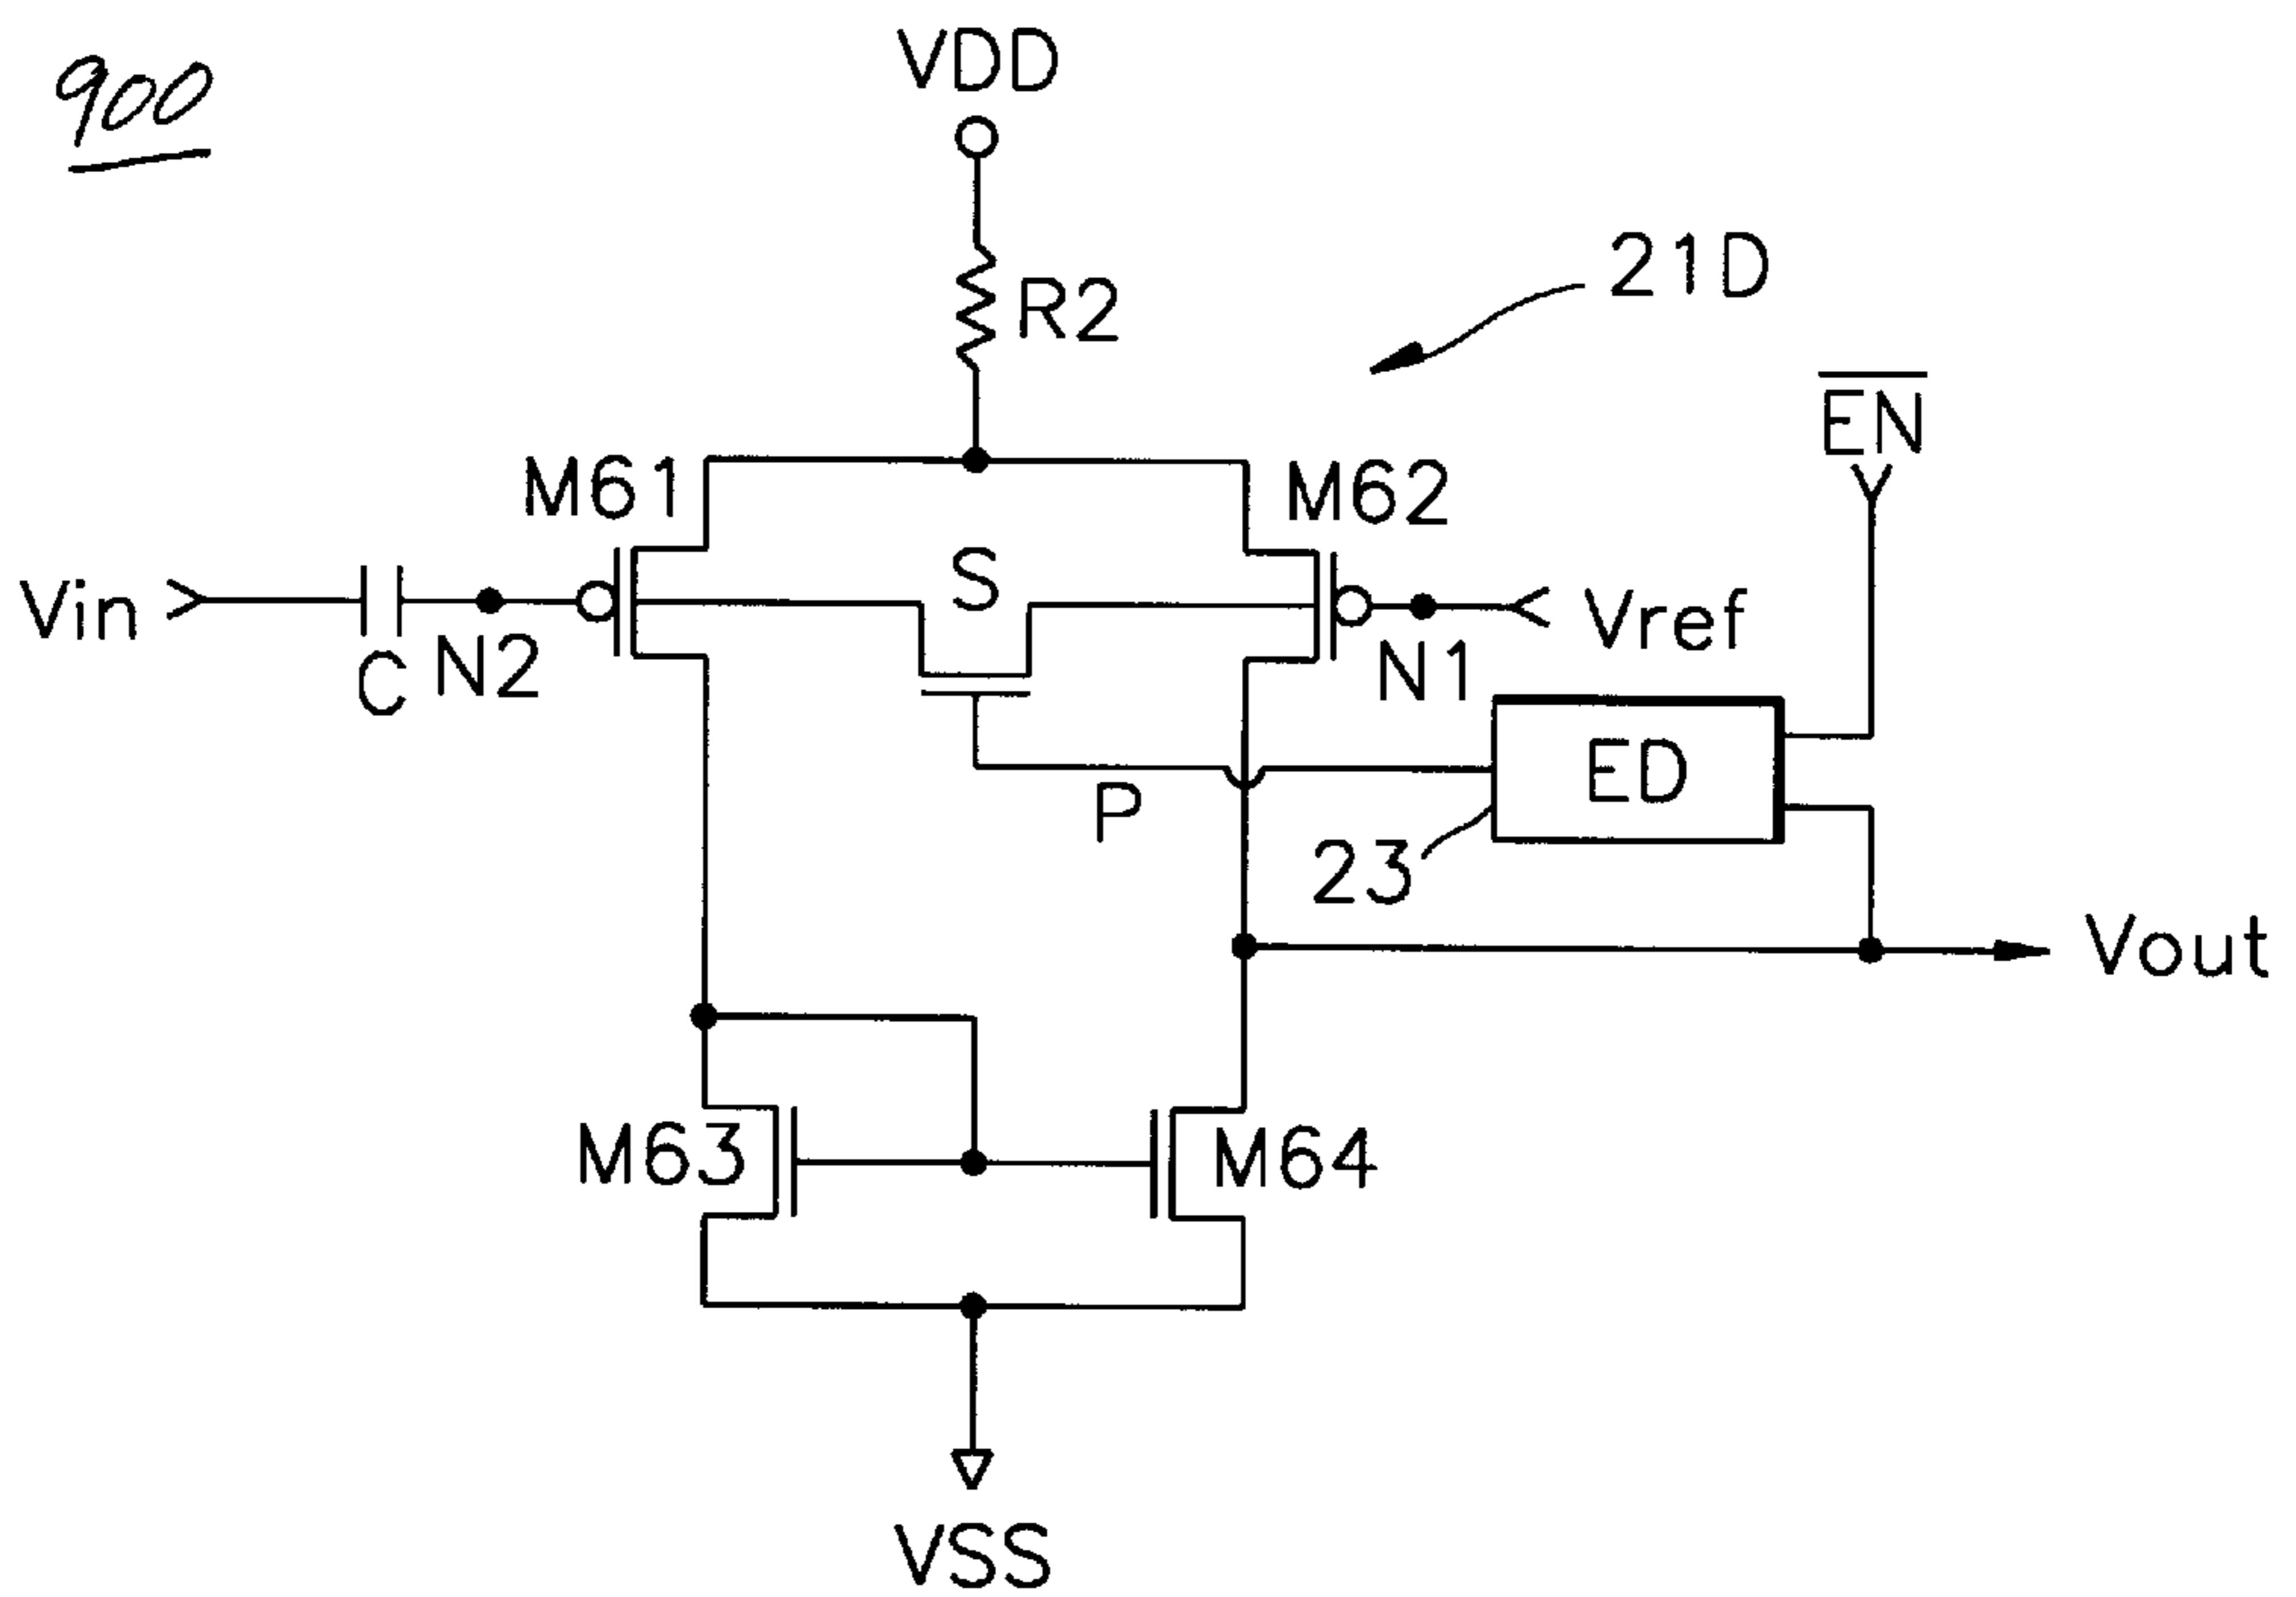 900
VDD
R2
21D
EN
M61
M62
S
Vin
C
N2
N1
Vref
ED
P
23
Vout
M63
M64
VSS